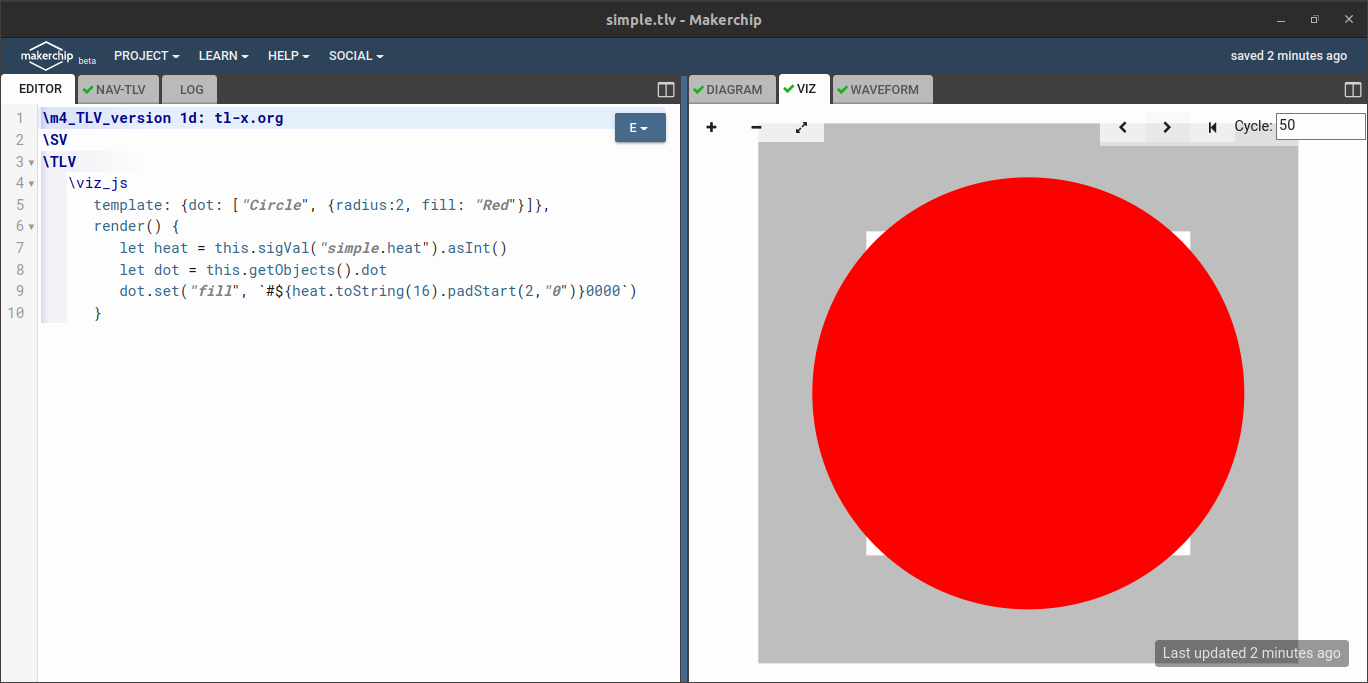 simple.tlv - Makerchip
makerchip beta PROJECT LEARN HELP SOCIAL saved 2 minutes ago
EDITOR NAV-TLV LOG
DIAGRAM VIZ WAVEFORM
1 \m4_TLV_version 1d: tl-x.org
2 \SV
3 \TLV
4 \viz_js
5 template: {dot: ["Circle", {radius:2, fill: "Red"}]},
6 render() {
7 let heat = this.sigVal("simple.heat").asInt()
8 let dot = this.getObjects().dot
9 dot.set("fill", `#${heat.toString(16).padStart(2,"0")}0000`)
10 }
E
Cycle: 50
Last updated 2 minutes ago